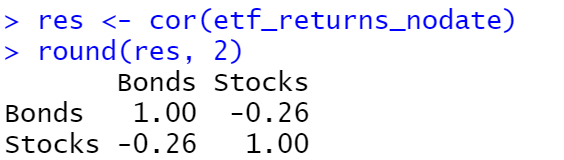 > res <- cor(etf_returns_nodate)
> round(res, 2)
       Bonds Stocks
Bonds   1.00  -0.26
Stocks -0.26   1.00